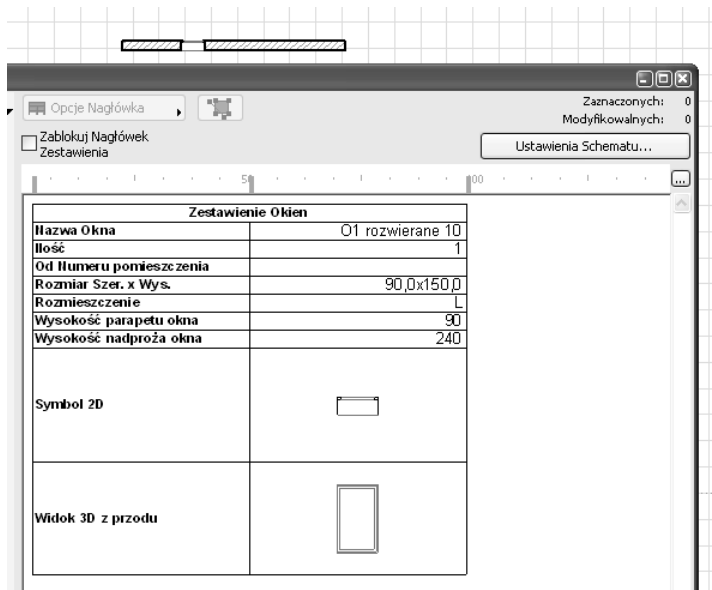 Opcje Nagłówka
Zaznaczonych: 0
Modyfikowalnych: 0
Zablokuj Nagłówek
Zestawienia
Ustawienia Schematu...
50
100
...
Zestawienie Okien
Nazwa Okna O1 rozwierane 10
Ilość 1
Od Numeru pomieszczenia
Rozmiar Szer. x Wys. 90,0x150,0
Rozmieszczenie L
Wysokość parapetu okna 90
Wysokość nadproża okna 240
Symbol 2D
Widok 3D z przodu